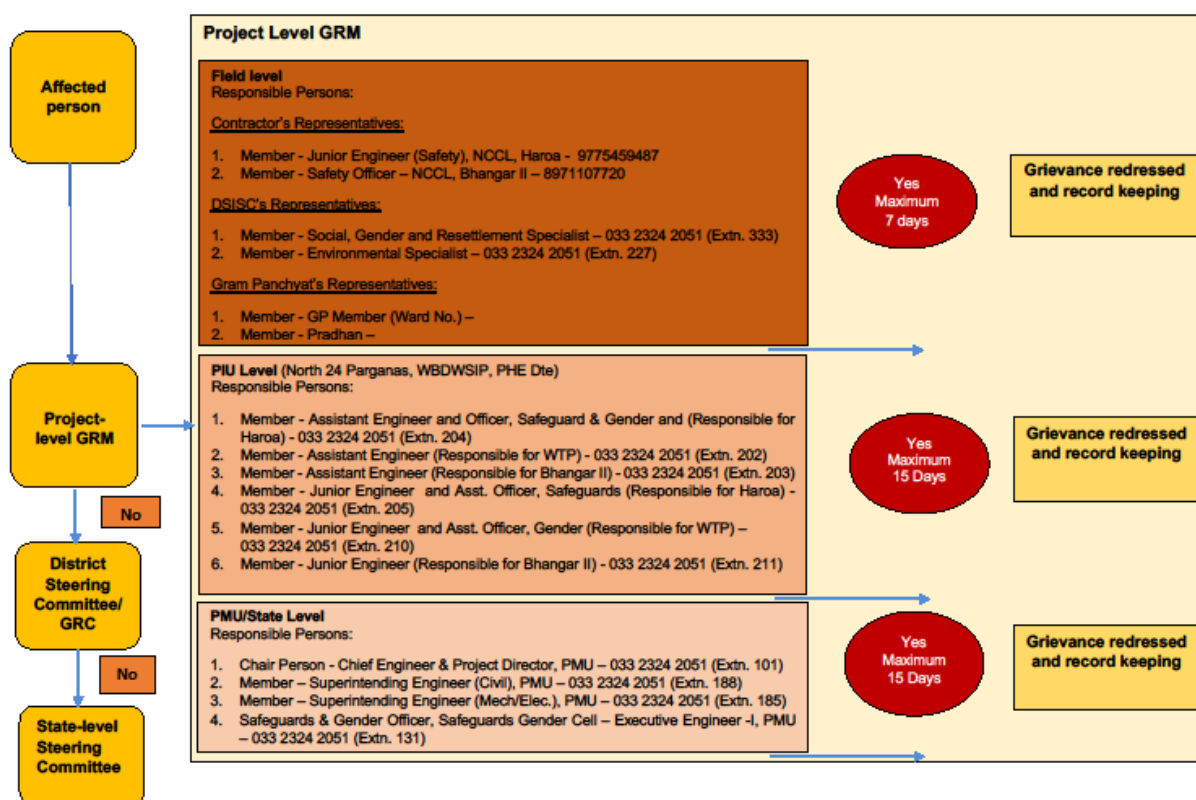 Affected
person
Project-
level GRM
No
District
Steering
Committee/
GRC
No
State-level
Steering
Committee
Project Level GRM
Field level
Responsible Persons:
Contractor's Representatives:
1. Member - Junior Engineer (Safety), NCCL, Haroa - 9775459487
2. Member - Safety Officer – NCCL, Bhangar II – 8971107720
DSISC's Representatives:
1. Member - Social, Gender and Resettlement Specialist – 033 2324 2051 (Extn. 333)
2. Member - Environmental Specialist – 033 2324 2051 (Extn. 227)
Gram Panchyat's Representatives:
1. Member - GP Member (Ward No.) –
2. Member - Pradhan –
Yes
Maximum
7 days
Grievance redressed
and record keeping
PIU Level (North 24 Parganas, WBDWSIP, PHE Dte)
Responsible Persons:
1. Member - Assistant Engineer and Officer, Safeguard & Gender and (Responsible for
Haroa) - 033 2324 2051 (Extn. 204)
2. Member - Assistant Engineer (Responsible for WTP) - 033 2324 2051 (Extn. 202)
3. Member - Assistant Engineer (Responsible for Bhangar II) - 033 2324 2051 (Extn. 203)
4. Member - Junior Engineer and Asst. Officer, Safeguards (Responsible for Haroa) -
033 2324 2051 (Extn. 205)
5. Member - Junior Engineer and Asst. Officer, Gender (Responsible for WTP) –
033 2324 2051 (Extn. 210)
6. Member - Junior Engineer (Responsible for Bhangar II) - 033 2324 2051 (Extn. 211)
Yes
Maximum
15 Days
Grievance redressed
and record keeping
PMU/State Level
Responsible Persons:
1. Chair Person - Chief Engineer & Project Director, PMU – 033 2324 2051 (Extn. 101)
2. Member – Superintending Engineer (Civil), PMU – 033 2324 2051 (Extn. 188)
3. Member – Superintending Engineer (Mech/Elec.), PMU – 033 2324 2051 (Extn. 185)
4. Safeguards & Gender Officer, Safeguards Gender Cell – Executive Engineer -I, PMU
– 033 2324 2051 (Extn. 131)
Yes
Maximum
15 Days
Grievance redressed
and record keeping